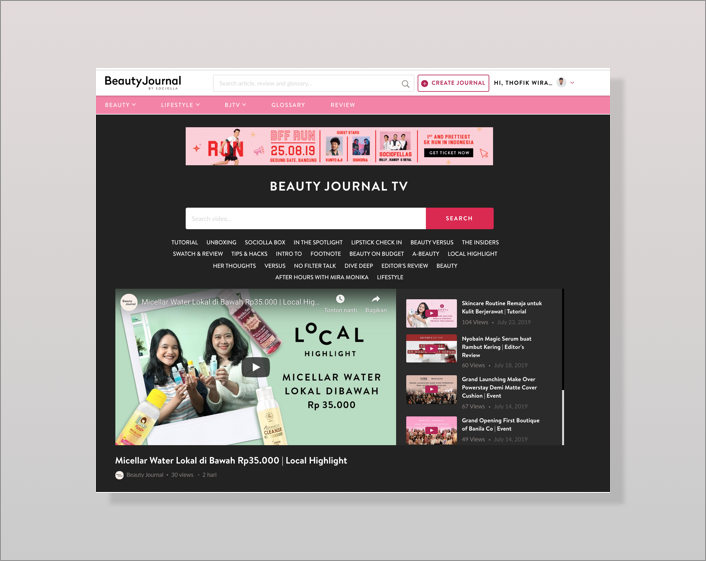 BeautyJournal
BY SOCIOLLA
Search article, review and glossary...
CREATE JOURNAL
HI, THOFIK WIRA...
BEAUTY
LIFESTYLE
BJTV
GLOSSARY
REVIEW
RUN
BFF RUN
25.08.19
GEDUNG SATE, BANDUNG
GUEST STARS
SOCIOFELLAS
1ST AND PRETTIEST
5K RUN IN INDONESIA
GET TICKET NOW
BEAUTY JOURNAL TV
Search video...
SEARCH
TUTORIAL UNBOXING SOCIOLLA BOX IN THE SPOTLIGHT LIPSTICK CHECK IN BEAUTY VERSUS THE INSIDERS
SWATCH & REVIEW TIPS & HACKS INTRO TO FOOTNOTE BEAUTY ON BUDGET A-BEAUTY LOCAL HIGHLIGHT
HER THOUGHTS VERSUS NO FILTER TALK DIVE DEEP EDITOR'S REVIEW BEAUTY
AFTER HOURS WITH MIRA MONIKA LIFESTYLE
Micellar Water Lokal di Bawah Rp35.000 | Local Hig...
Tonton nanti
Bagikan
LOCAL
HIGHLIGHT
MICELLAR WATER
LOKAL DIBAWAH
Rp 35.000
Skincare Routine Remaja untuk
Kulit Berjerawat | Tutorial
104 Views • July 23, 2019
Nyobain Magic Serum buat
Rambut Kering | Editor's
Review
60 Views • July 18, 2019
Grand Launching Make Over
Powerstay Demi Matte Cover
Cushion | Event
67 Views • July 14, 2019
Grand Opening First Boutique
of Banila Co | Event
49 Views • July 14, 2019
Micellar Water Lokal di Bawah Rp35.000 | Local Highlight
Beauty Journal • 30 views • 2 hari